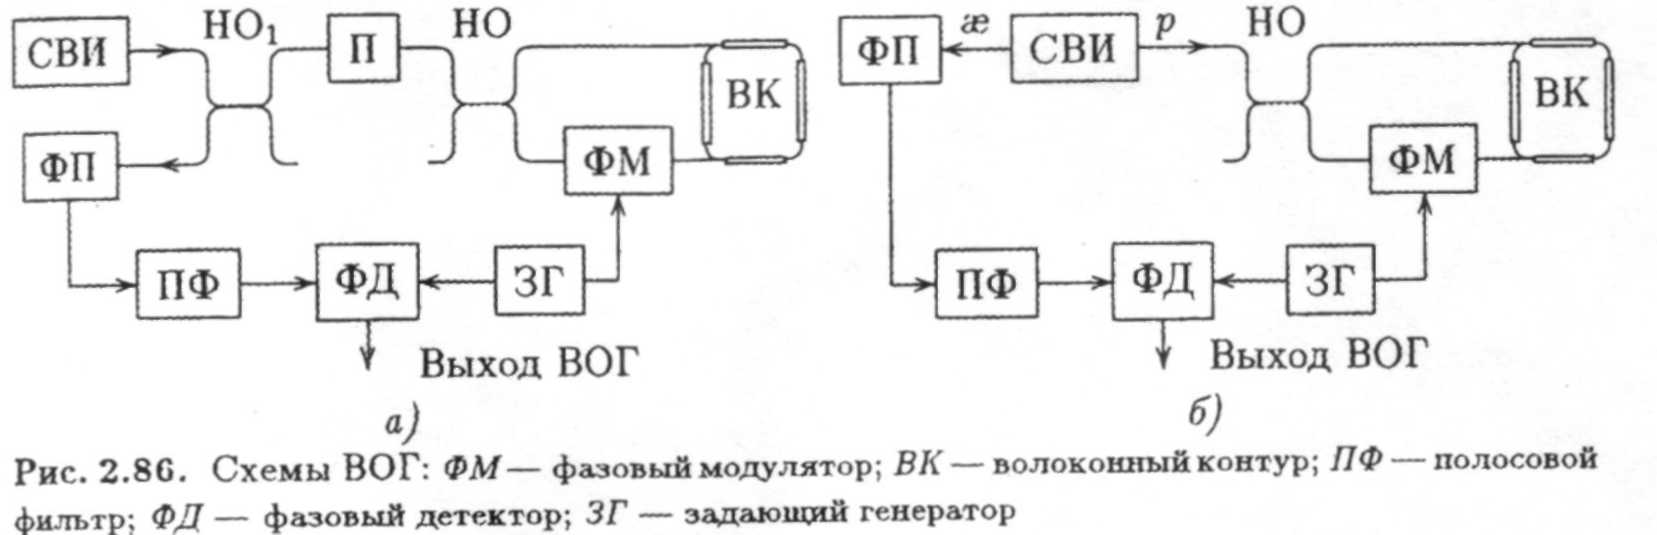 НО₁ НО æ p НО
СВИ П ВК ФП СВИ ВК
ФП ФМ ФМ
ПФ ФД ЗГ ПФ ФД ЗГ
Выход ВОГ Выход ВОГ
а) б)
Рис. 2.86. Схемы ВОГ: ФМ — фазовый модулятор; ВК — волоконный контур; ПФ — полосовой
фильтр; ФД — фазовый детектор; ЗГ — задающий генератор